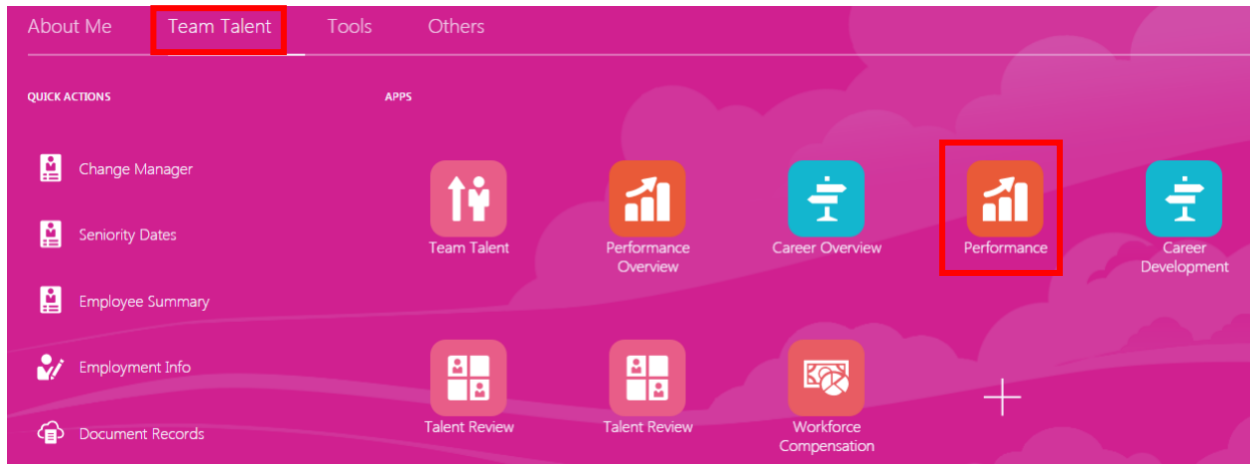 About Me Team Talent Tools Others
QUICK ACTIONS APPS
Change Manager
Seniority Dates
Employee Summary
Employment Info
Document Records
Team Talent
Performance
Overview
Career Overview
Performance
Career
Development
Talent Review
Talent Review
Workforce
Compensation